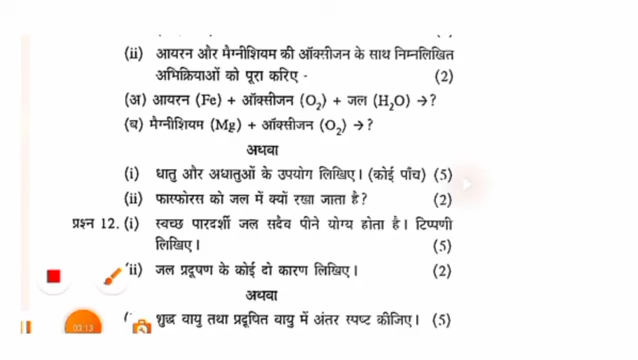 (ii) आयरन और मैग्नीशियम की ऑक्सीजन के साथ निम्नलिखित
अभिक्रियाओं को पूरा करिए - (2)
(अ) आयरन (Fe) + ऑक्सीजन (O₂) + जल (H₂O) →?
(ब) मैग्नीशियम (Mg) + ऑक्सीजन (O₂) →?
अथवा
(i) धातु और अधातुओं के उपयोग लिखिए। (कोई पाँच) (5)
(ii) फास्फोरस को जल में क्यों रखा जाता है? (2)
प्रश्न 12. (i) स्वच्छ पारदर्शी जल सदैव पीने योग्य होता है। टिप्पणी
लिखिए। (5)
ii) जल प्रदूषण के कोई दो कारण लिखिए। (2)
अथवा
शुद्ध वायु तथा प्रदूषित वायु में अंतर स्पष्ट कीजिए। (5)
03:13